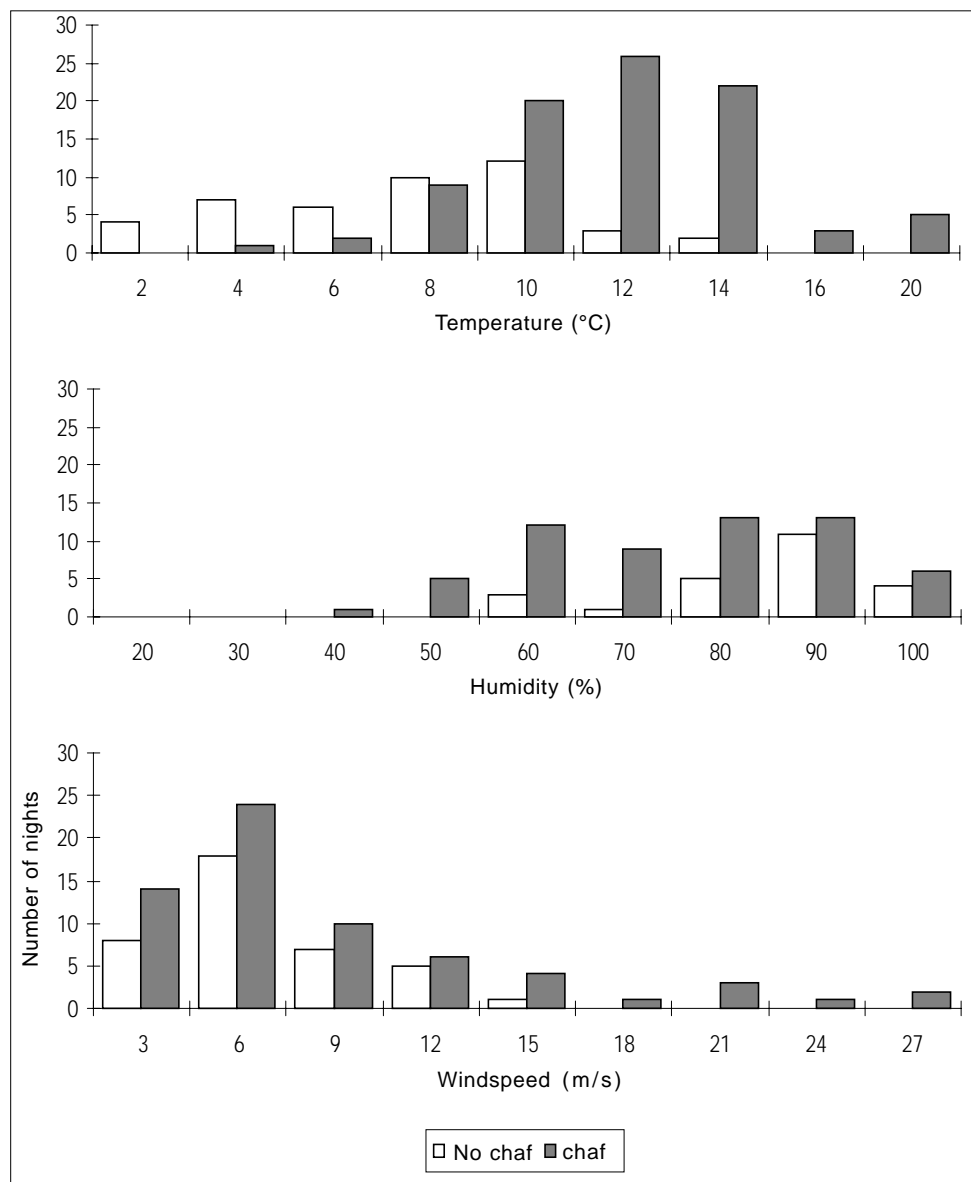 30
25
20
15
10
5
0
2 4 6 8 10 12 14 16 20
Temperature (°C)
30
25
20
15
10
5
0
20 30 40 50 60 70 80 90 100
Humidity (%)
Number of nights
30
25
20
15
10
5
0
3 6 9 12 15 18 21 24 27
Windspeed (m/s)
No chaf chaf